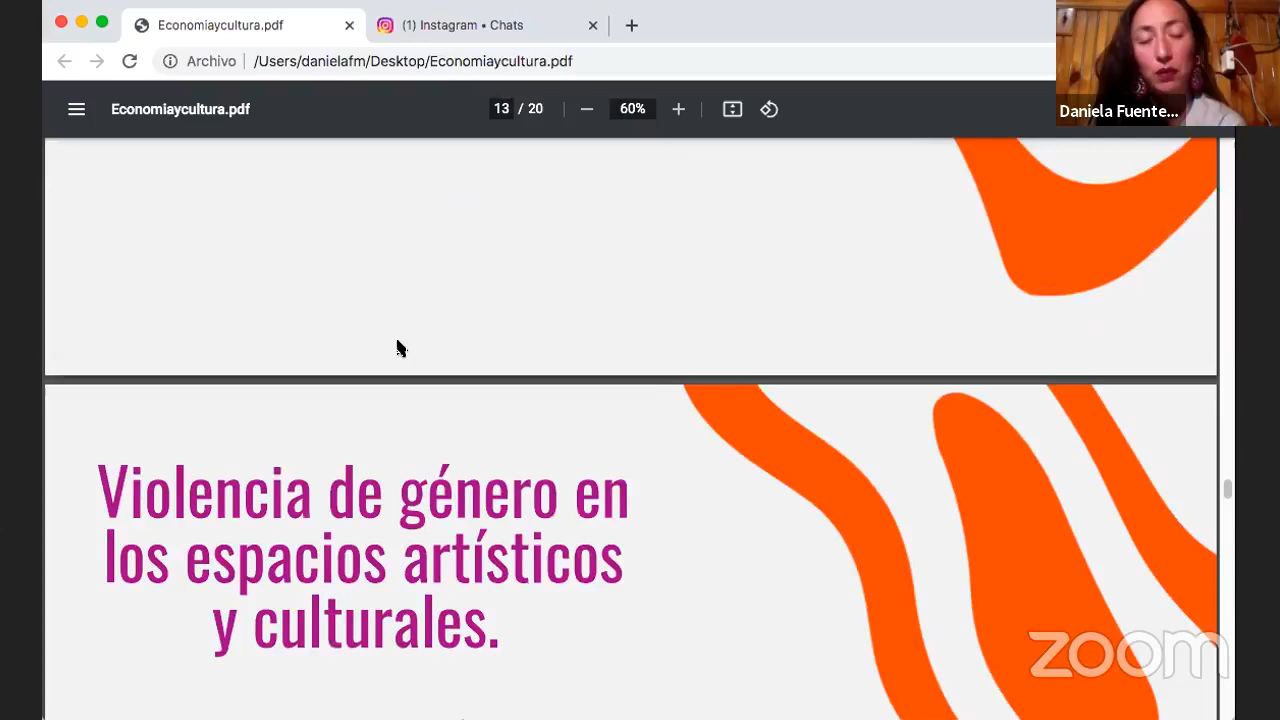 Economiaycultura.pdf
(1) Instagram • Chats
Archivo
/Users/danielafm/Desktop/Economiaycultura.pdf
Economiaycultura.pdf
13 / 20
60%
Daniela Fuente...
Violencia de género en
los espacios artísticos
y culturales.
zoom